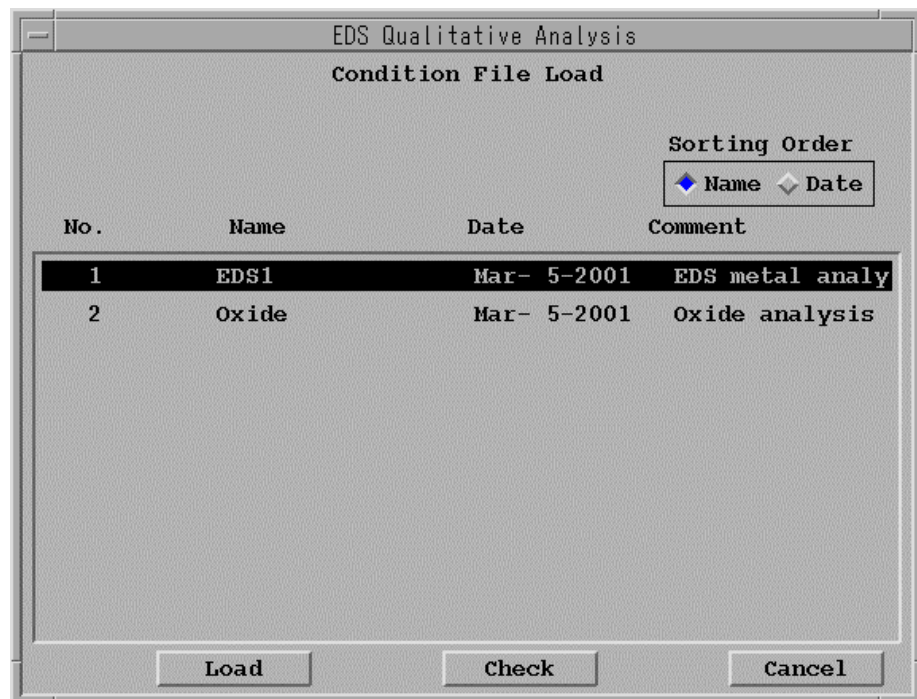 EDS Qualitative Analysis
Condition File Load
Sorting Order
Name Date
No. Name Date Comment
1 EDS1 Mar- 5-2001 EDS metal analy
2 Oxide Mar- 5-2001 Oxide analysis
Load Check Cancel